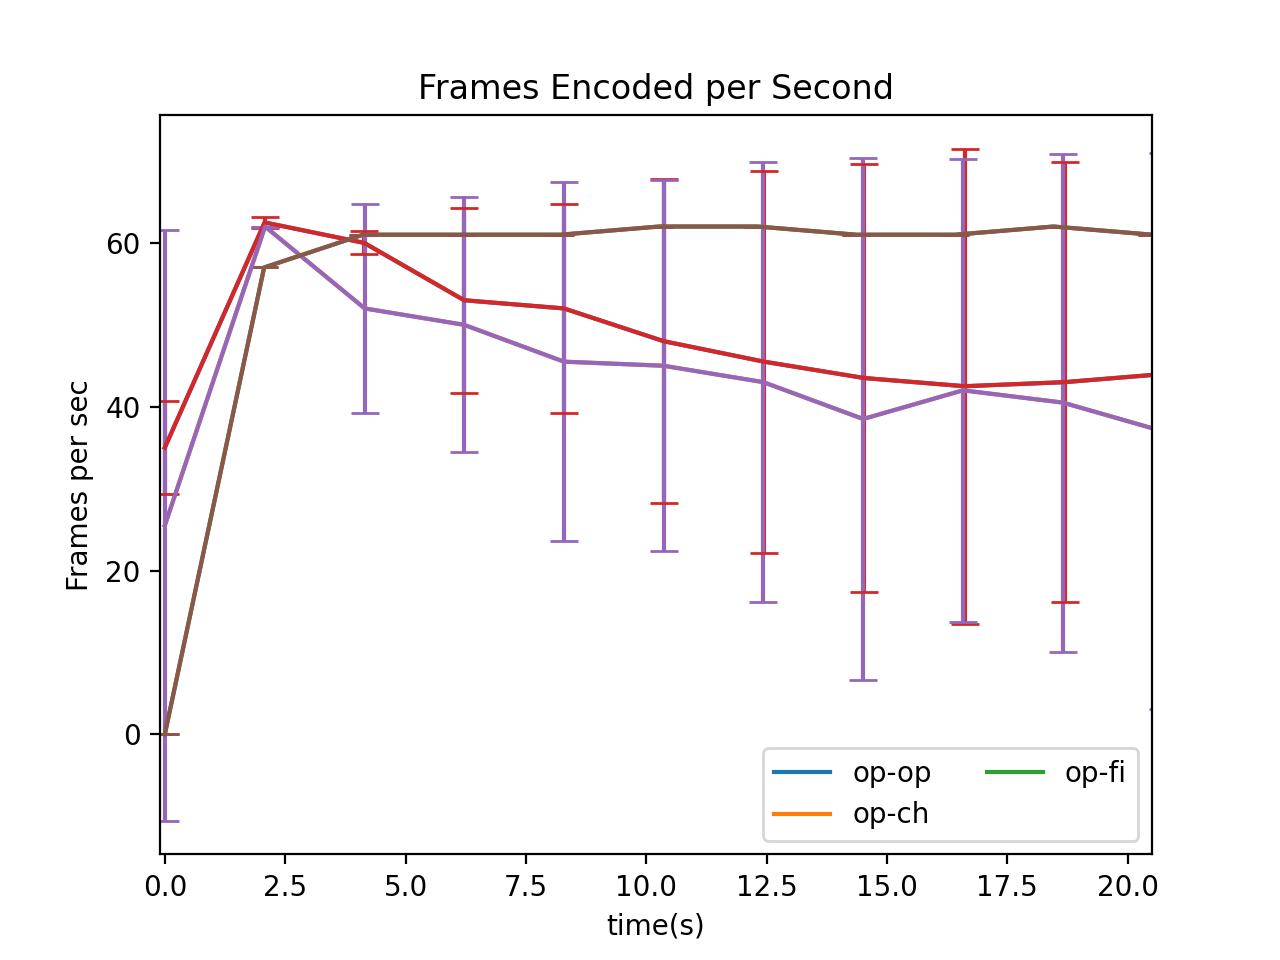 Frames Encoded per Second
Frames per sec
60
40
20
0
op-op
op-ch
op-fi
0.0 2.5 5.0 7.5 10.0 12.5 15.0 17.5 20.0
time(s)